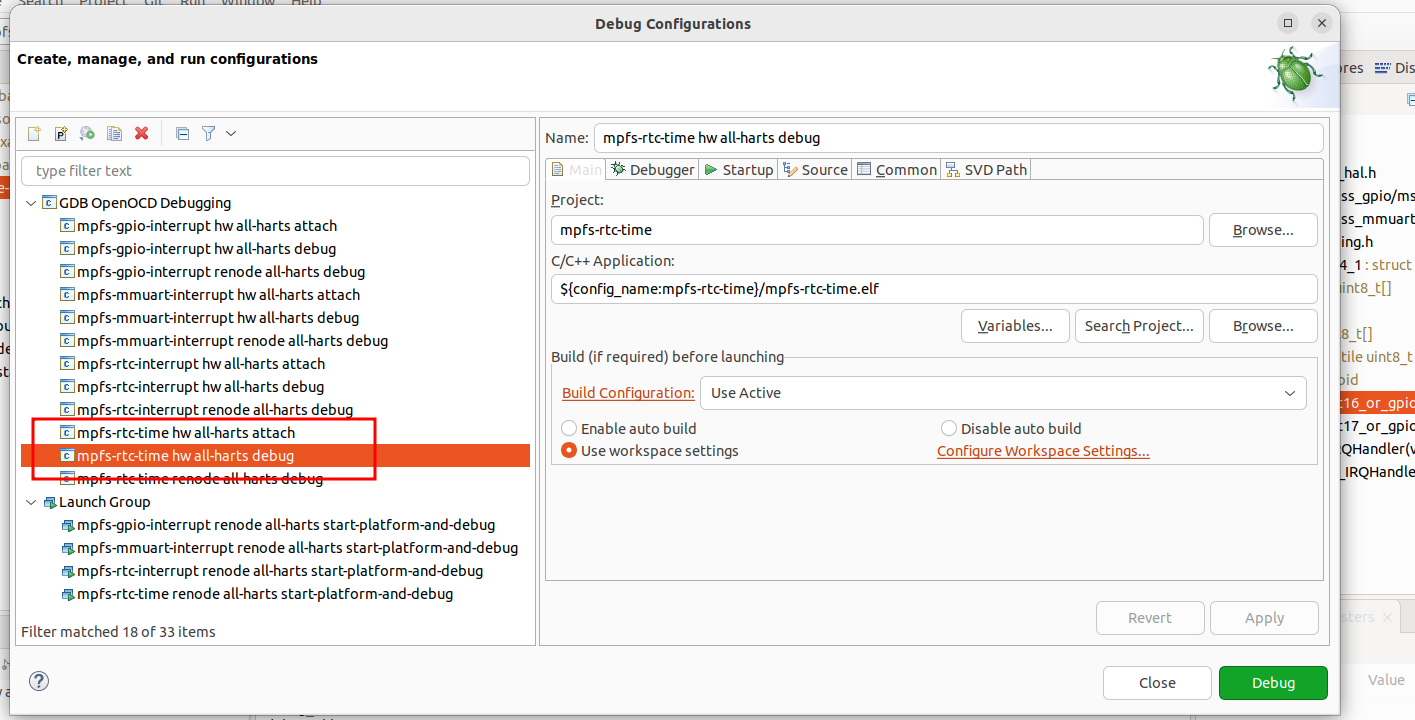 Search Project Git Run Window Help
Debug Configurations
Create, manage, and run configurations
type filter text
GDB OpenOCD Debugging
mpfs-gpio-interrupt hw all-harts attach
mpfs-gpio-interrupt hw all-harts debug
mpfs-gpio-interrupt renode all-harts debug
mpfs-mmuart-interrupt hw all-harts attach
mpfs-mmuart-interrupt hw all-harts debug
mpfs-mmuart-interrupt renode all-harts debug
mpfs-rtc-interrupt hw all-harts attach
mpfs-rtc-interrupt hw all-harts debug
mpfs-rtc-interrupt renode all-harts debug
mpfs-rtc-time hw all-harts attach
mpfs-rtc-time hw all-harts debug
mpfs-rtc-time renode all-harts debug
Launch Group
mpfs-gpio-interrupt renode all-harts start-platform-and-debug
mpfs-mmuart-interrupt renode all-harts start-platform-and-debug
mpfs-rtc-interrupt renode all-harts start-platform-and-debug
mpfs-rtc-time renode all-harts start-platform-and-debug
Filter matched 18 of 33 items
Name: mpfs-rtc-time hw all-harts debug
Main Debugger Startup Source Common SVD Path
Project:
mpfs-rtc-time Browse...
C/C++ Application:
${config_name:mpfs-rtc-time}/mpfs-rtc-time.elf
Variables... Search Project... Browse...
Build (if required) before launching
Build Configuration: Use Active
Enable auto build Disable auto build
Use workspace settings Configure Workspace Settings...
Revert Apply
Close Debug
res Dis
_hal.h
ss_gpio/ms
ss_mmuart
ing.h
4_1 : struct
uint8_t[]
8_t[]
tile uint8_t
oid
t16_or_gpio
t17_or_gpio
RQHandler(v
_IRQHandler
sters
Value